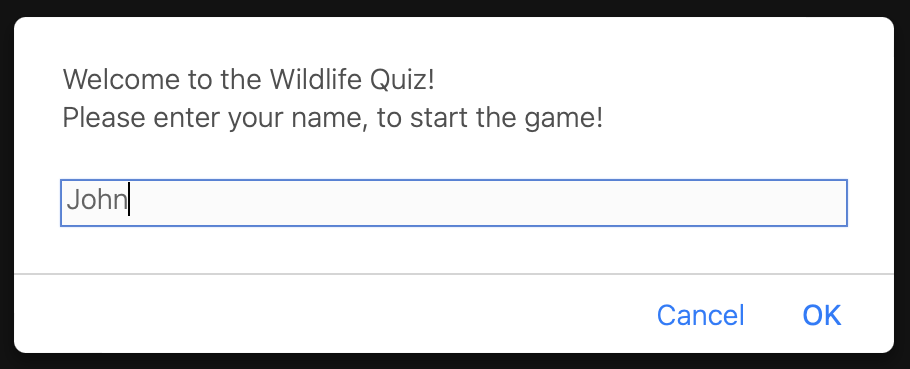 Welcome to the Wildlife Quiz!
Please enter your name, to start the game!
John
Cancel OK